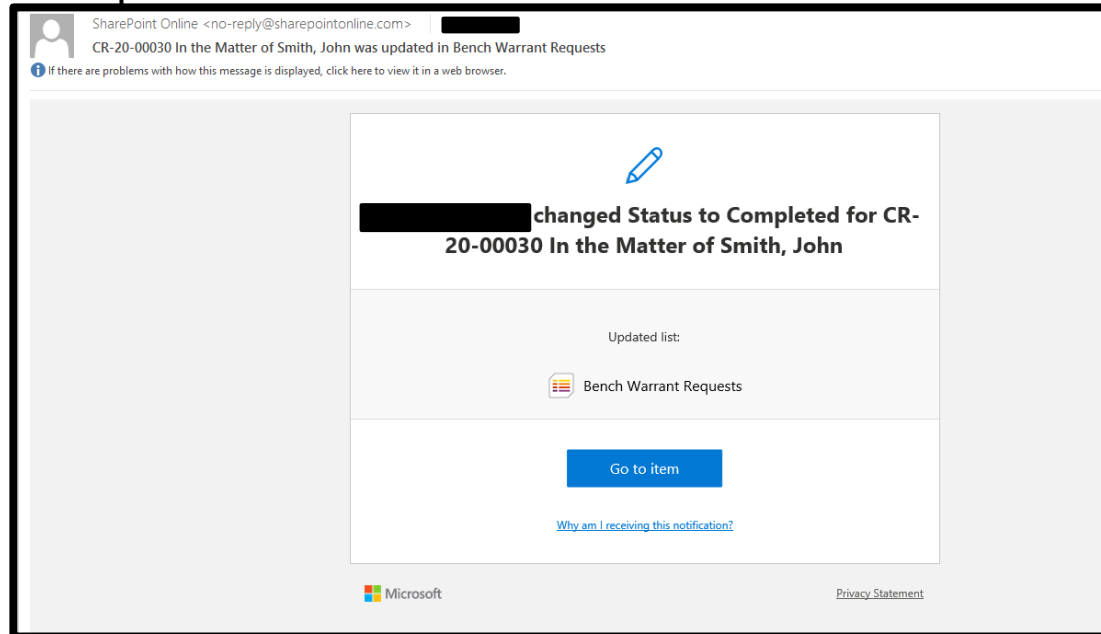 SharePoint Online <no-reply@sharepointonline.com>
CR-20-00030 In the Matter of Smith, John was updated in Bench Warrant Requests
If there are problems with how this message is displayed, click here to view it in a web browser.
changed Status to Completed for CR-
20-00030 In the Matter of Smith, John
Updated list:
Bench Warrant Requests
Go to item
Why am I receiving this notification?
Microsoft
Privacy Statement